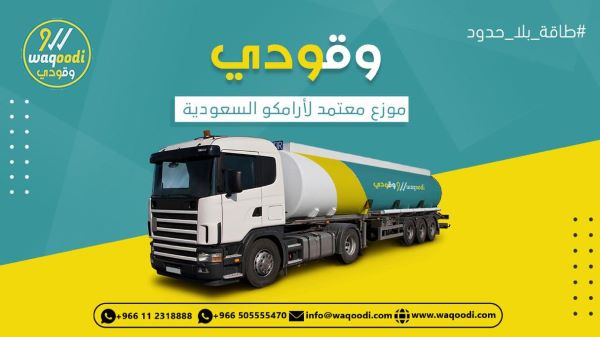 waqoodi
وقودي
#طاقة_بلا_حدود
وقودي
موزع معتمد لأرامكو السعودية
وقودي waqoodi
+966 11 2318888 +966 505555470 info@waqoodi.com www.waqoodi.com